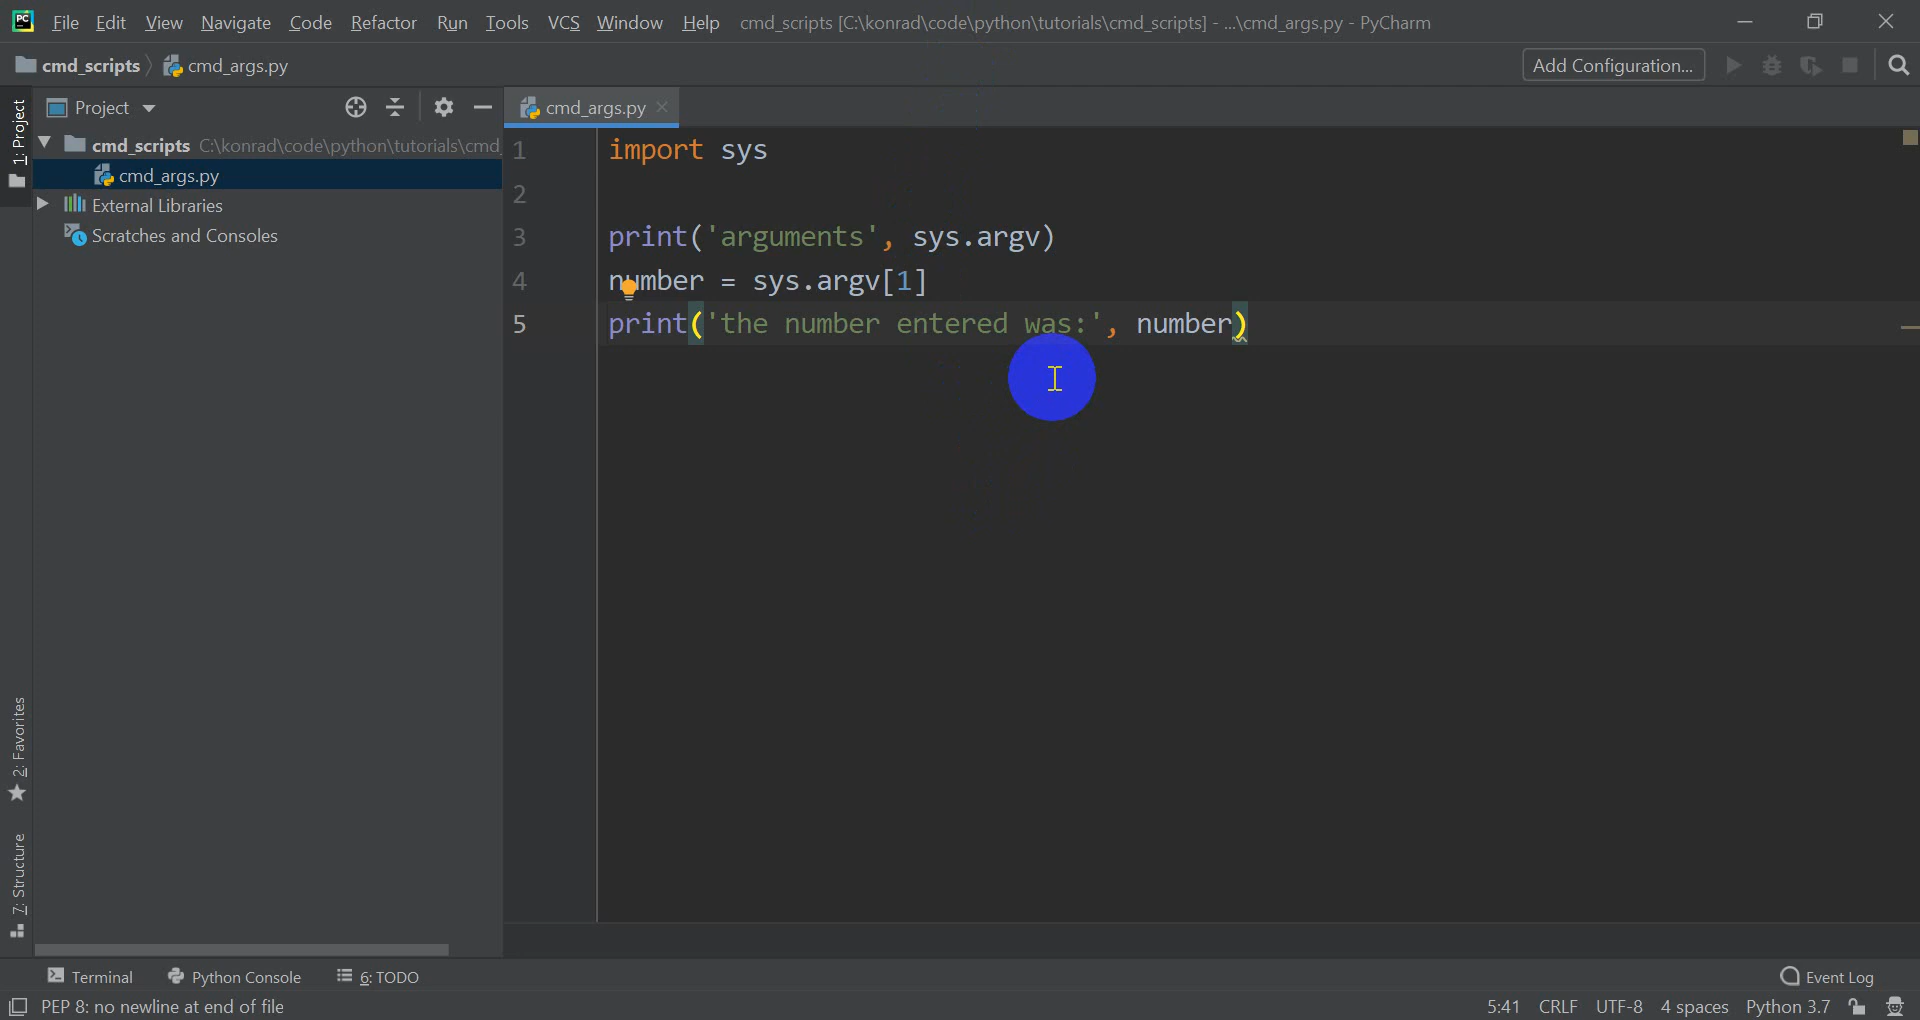 PC File Edit View Navigate Code Refactor Run Tools VCS Window Help cmd_scripts [C:\konrad\code\python\tutorials\cmd_scripts] - ...\cmd_args.py - PyCharm
cmd_scripts cmd_args.py Add Configuration...
1: Project
Project
cmd_args.py
cmd_scripts C:\konrad\code\python\tutorials\cmd_
cmd_args.py
External Libraries
Scratches and Consoles
1 import sys
2
3 print('arguments', sys.argv)
4 number = sys.argv[1]
5 print('the number entered was:', number)
2: Favorites
7: Structure
Terminal Python Console 6: TODO Event Log
PEP 8: no newline at end of file 5:41 CRLF UTF-8 4 spaces Python 3.7